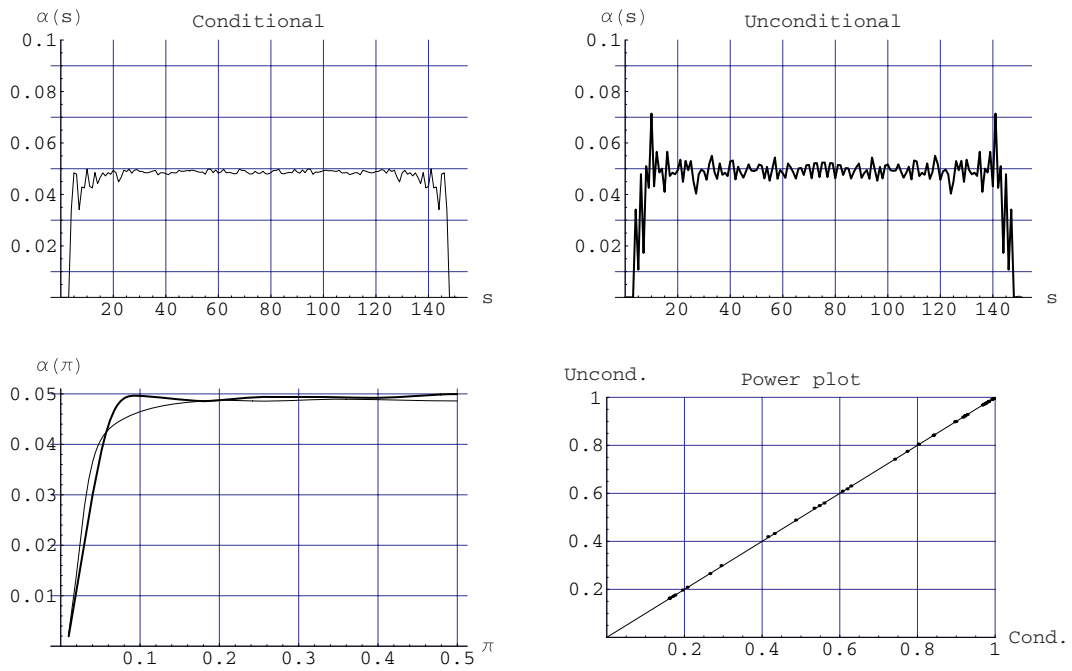 α(s) Conditional
0.1
0.08
0.06
0.04
0.02
20 40 60 80 100 120 140 s
α(s) Unconditional
0.1
0.08
0.06
0.04
0.02
20 40 60 80 100 120 140 s
α(π)
0.05
0.04
0.03
0.02
0.01
0.1 0.2 0.3 0.4 0.5 π
Uncond. Power plot
1
0.8
0.6
0.4
0.2
0.2 0.4 0.6 0.8 1 Cond.